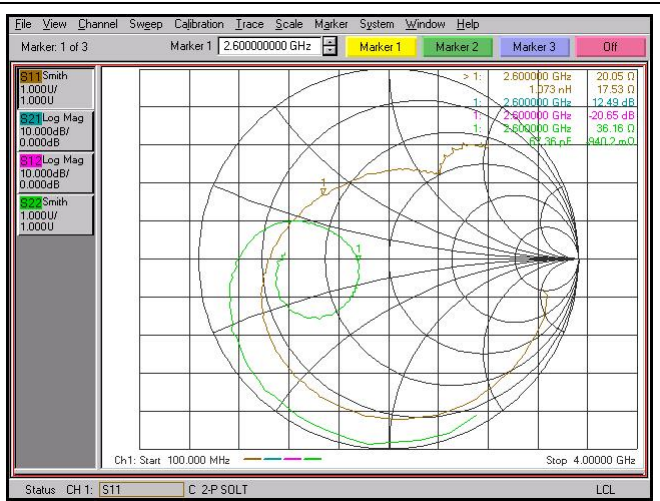 File View Channel Sweep Calibration Trace Scale Marker System Window Help
Marker: 1 of 3 Marker 1 2.600000000 GHz Marker 1 Marker 2 Marker 3 Off
S11 Smith
1.000U/
1.000U
S21 Log Mag
10.000dB/
0.000dB
S12 Log Mag
10.000dB/
0.000dB
S22 Smith
1.000U/
1.000U
> 1: 2.600000 GHz 20.05 Ω
1.073 nH 17.53 Ω
1: 2.600000 GHz 12.49 dB
1: 2.600000 GHz -20.65 dB
1: 2.600000 GHz 36.16 Ω
-940.2 mΩ
1
1
Ch1: Start 100.000 MHz Stop 4.00000 GHz
Status CH 1: S11 C 2-P SOLT LCL